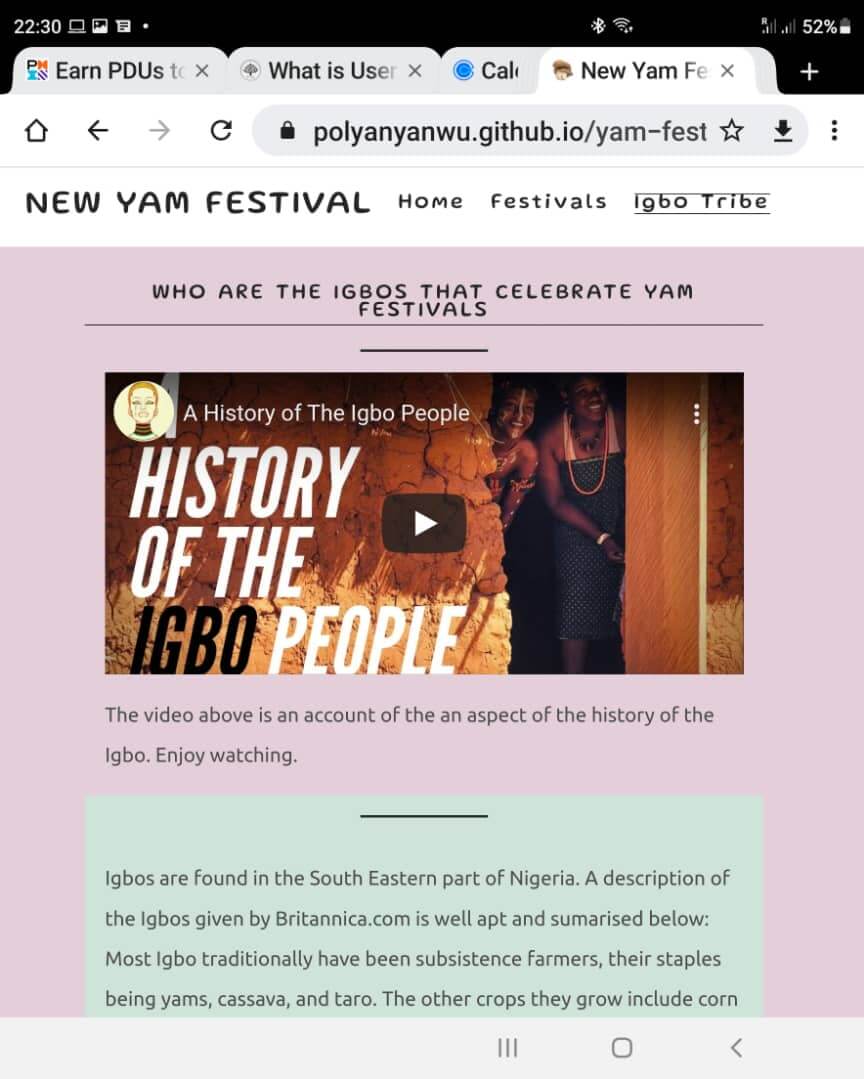 22:30
52%
Earn PDUs to
What is User
Cal
New Yam Fe
polyanyanwu.github.io/yam-fest
NEW YAM FESTIVAL
Home Festivals Igbo Tribe
WHO ARE THE IGBOS THAT CELEBRATE YAM
FESTIVALS
A History of The Igbo People
HISTORY
OF THE
IGBO PEOPLE
The video above is an account of the an aspect of the history of the
Igbo. Enjoy watching.
Igbos are found in the South Eastern part of Nigeria. A description of
the Igbos given by Britannica.com is well apt and sumarised below:
Most Igbo traditionally have been subsistence farmers, their staples
being yams, cassava, and taro. The other crops they grow include corn